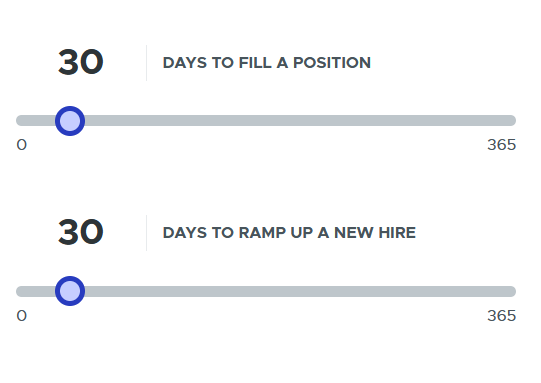 30 DAYS TO FILL A POSITION
0 365
30 DAYS TO RAMP UP A NEW HIRE
0 365